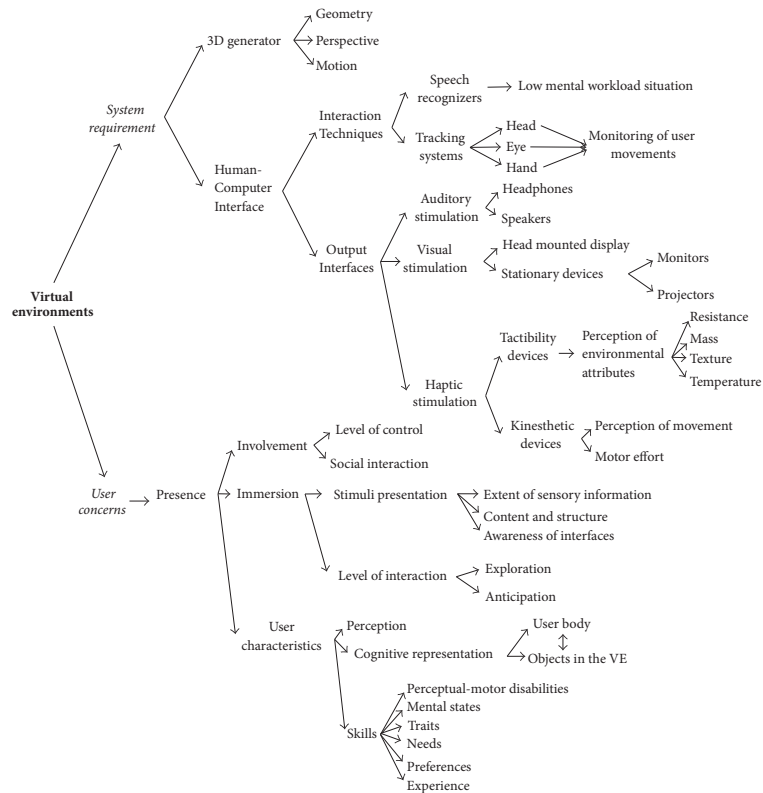 Geometry
3D generator
Perspective
Motion
System
requirement
Speech
recognizers
Low mental workload situation
Interaction
Techniques
Tracking
systems
Head
Eye
Hand
Monitoring of user
movements
Human-
Computer
Interface
Auditory
stimulation
Headphones
Speakers
Output
Interfaces
Visual
stimulation
Head mounted display
Stationary devices
Monitors
Projectors
Virtual
environments
Haptic
stimulation
Tactibility
devices
Perception of
environmental
attributes
Resistance
Mass
Texture
Temperature
Kinesthetic
devices
Perception of movement
Motor effort
User
concerns
Presence
Involvement
Level of control
Social interaction
Immersion
Stimuli presentation
Extent of sensory information
Content and structure
Awareness of interfaces
Level of interaction
Exploration
Anticipation
User
characteristics
Perception
Cognitive representation
User body
Objects in the VE
Skills
Perceptual-motor disabilities
Mental states
Traits
Needs
Preferences
Experience